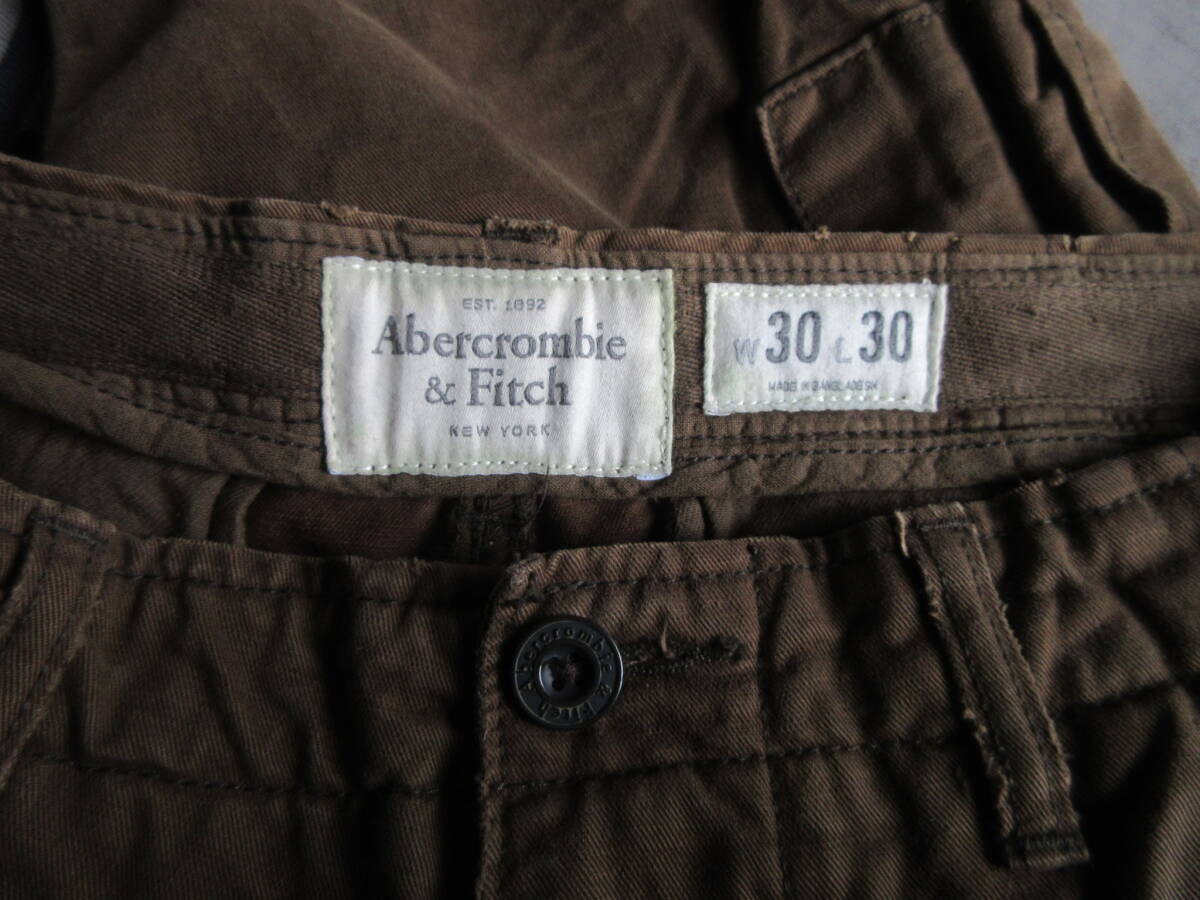 EST. 1892
Abercrombie
& Fitch
NEW YORK
W 30 L 30
MADE IN BANGLADESH
Abercrombie & Fitch